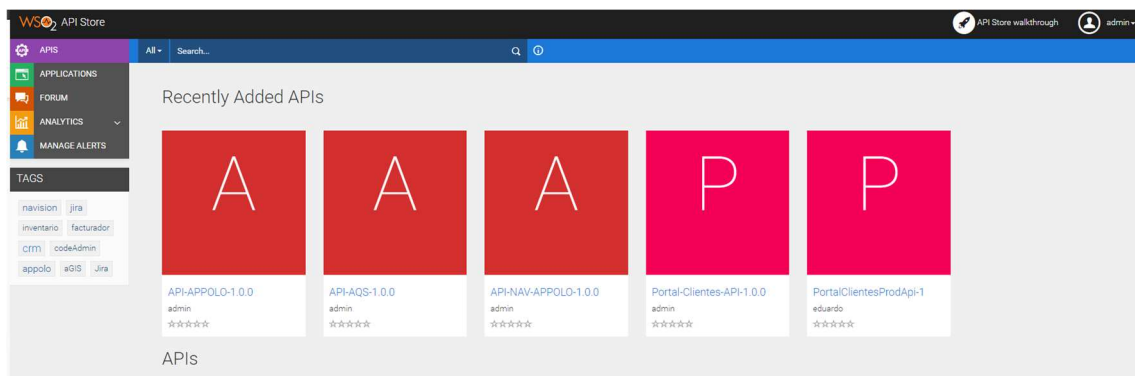 WSO2 API Store
API Store walkthrough
admin
APIS
All
Search...
APPLICATIONS
FORUM
ANALYTICS
MANAGE ALERTS
TAGS
navision jira
inventario facturador
crm codeAdmin
appolo aGIS Jira
Recently Added APIs
A
A
A
P
P
API-APPOLO-1.0.0
admin
API-AQS-1.0.0
admin
API-NAV-APPOLO-1.0.0
admin
Portal-Clientes-API-1.0.0
admin
PortalClientesProdApi-1
eduardo
APIs